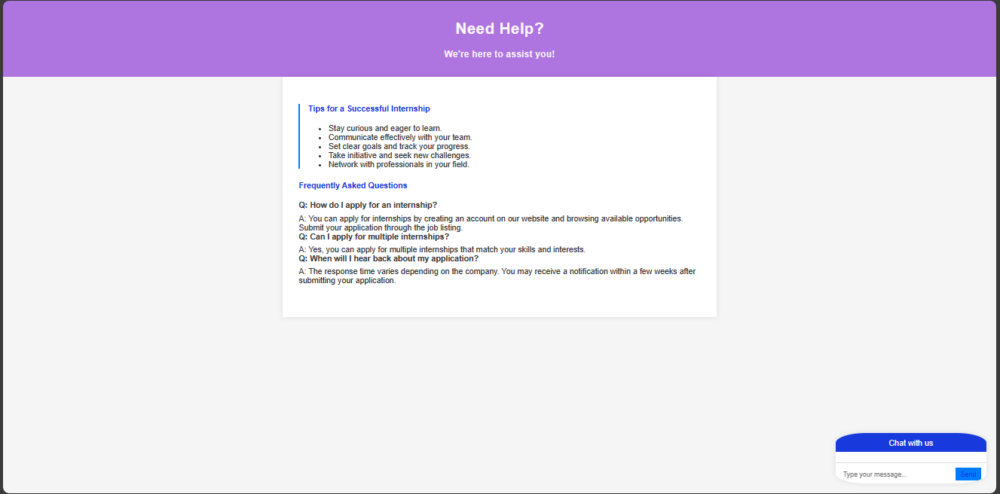 Need Help?
We're here to assist you!
Tips for a Successful Internship
Stay curious and eager to learn.
Communicate effectively with your team.
Set clear goals and track your progress.
Take initiative and seek new challenges.
Network with professionals in your field.
Frequently Asked Questions
Q: How do I apply for an internship?
A: You can apply for internships by creating an account on our website and browsing available opportunities.
Submit your application through the job listing.
Q: Can I apply for multiple internships?
A: Yes, you can apply for multiple internships that match your skills and interests.
Q: When will I hear back about my application?
A: The response time varies depending on the company. You may receive a notification within a few weeks after
submitting your application.
Chat with us
Type your message...
Send